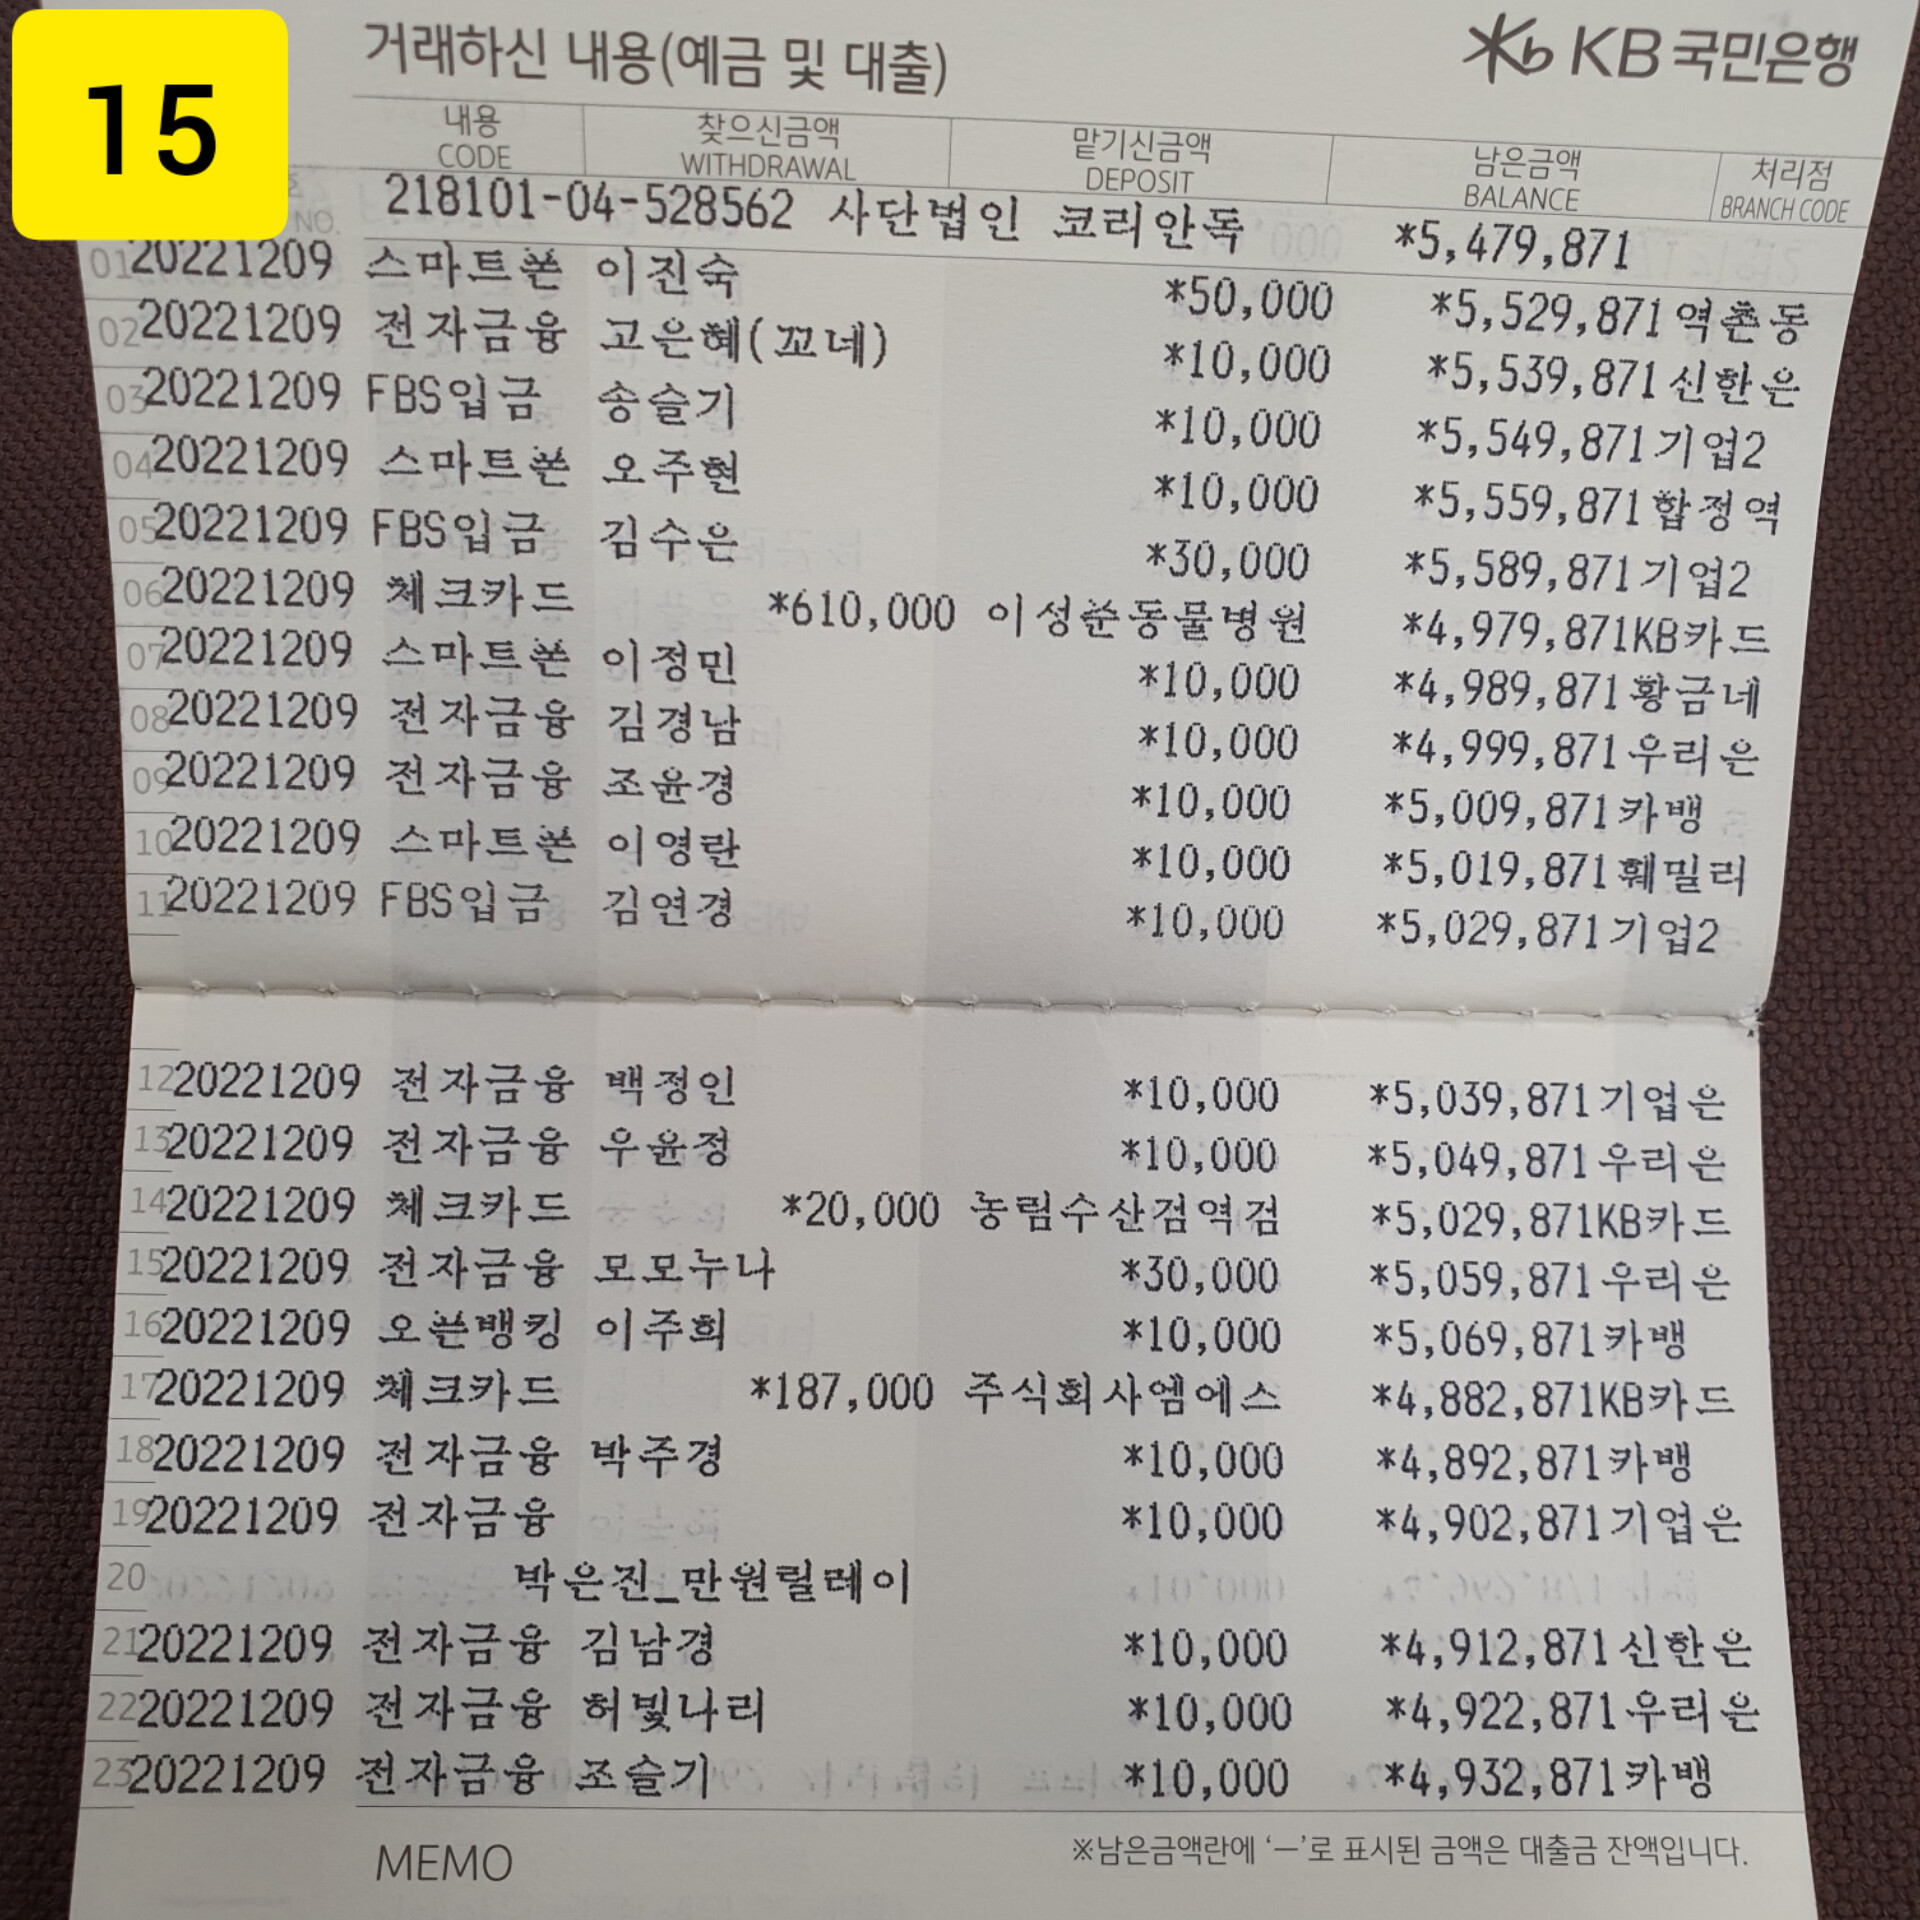 15
거래하신 내용(예금 및 대출)
KB 국민은행
내용 찾으신금액 맡기신금액 남은금액 처리점
NO. CODE WITHDRAWAL DEPOSIT BALANCE BRANCH CODE
218101-04-528562 사단법인 코리안독 *5,479,871
01 20221209 스마트폰 이진숙 *50,000 *5,529,871 역촌동
02 20221209 전자금융 고은혜(꼬네) *10,000 *5,539,871 신한은
03 20221209 FBS입금 송슬기 *10,000 *5,549,871 기업2
04 20221209 스마트폰 오주현 *10,000 *5,559,871 합정역
05 20221209 FBS입금 김수은 *30,000 *5,589,871 기업2
06 20221209 체크카드 *610,000 이성준동물병원 *4,979,871 KB카드
07 20221209 스마트폰 이정민 *10,000 *4,989,871 황금네
08 20221209 전자금융 김경남 *10,000 *4,999,871 우리은
09 20221209 전자금융 조윤경 *10,000 *5,009,871 카뱅
10 20221209 스마트폰 이영란 *10,000 *5,019,871 훼밀리
11 20221209 FBS입금 김연경 *10,000 *5,029,871 기업2
12 20221209 전자금융 백정인 *10,000 *5,039,871 기업은
13 20221209 전자금융 우윤정 *10,000 *5,049,871 우리은
14 20221209 체크카드 *20,000 농림수산검역검 *5,029,871 KB카드
15 20221209 전자금융 모모누나 *30,000 *5,059,871 우리은
16 20221209 오픈뱅킹 이주희 *10,000 *5,069,871 카뱅
17 20221209 체크카드 *187,000 주식회사엠에스 *4,882,871 KB카드
18 20221209 전자금융 박주경 *10,000 *4,892,871 카뱅
19 20221209 전자금융 *10,000 *4,902,871 기업은
20 박은진_만원릴레이
21 20221209 전자금융 김남경 *10,000 *4,912,871 신한은
22 20221209 전자금융 허빛나리 *10,000 *4,922,871 우리은
23 20221209 전자금융 조슬기 *10,000 *4,932,871 카뱅
MEMO
※남은금액란에 ‘－’로 표시된 금액은 대출금 잔액입니다.